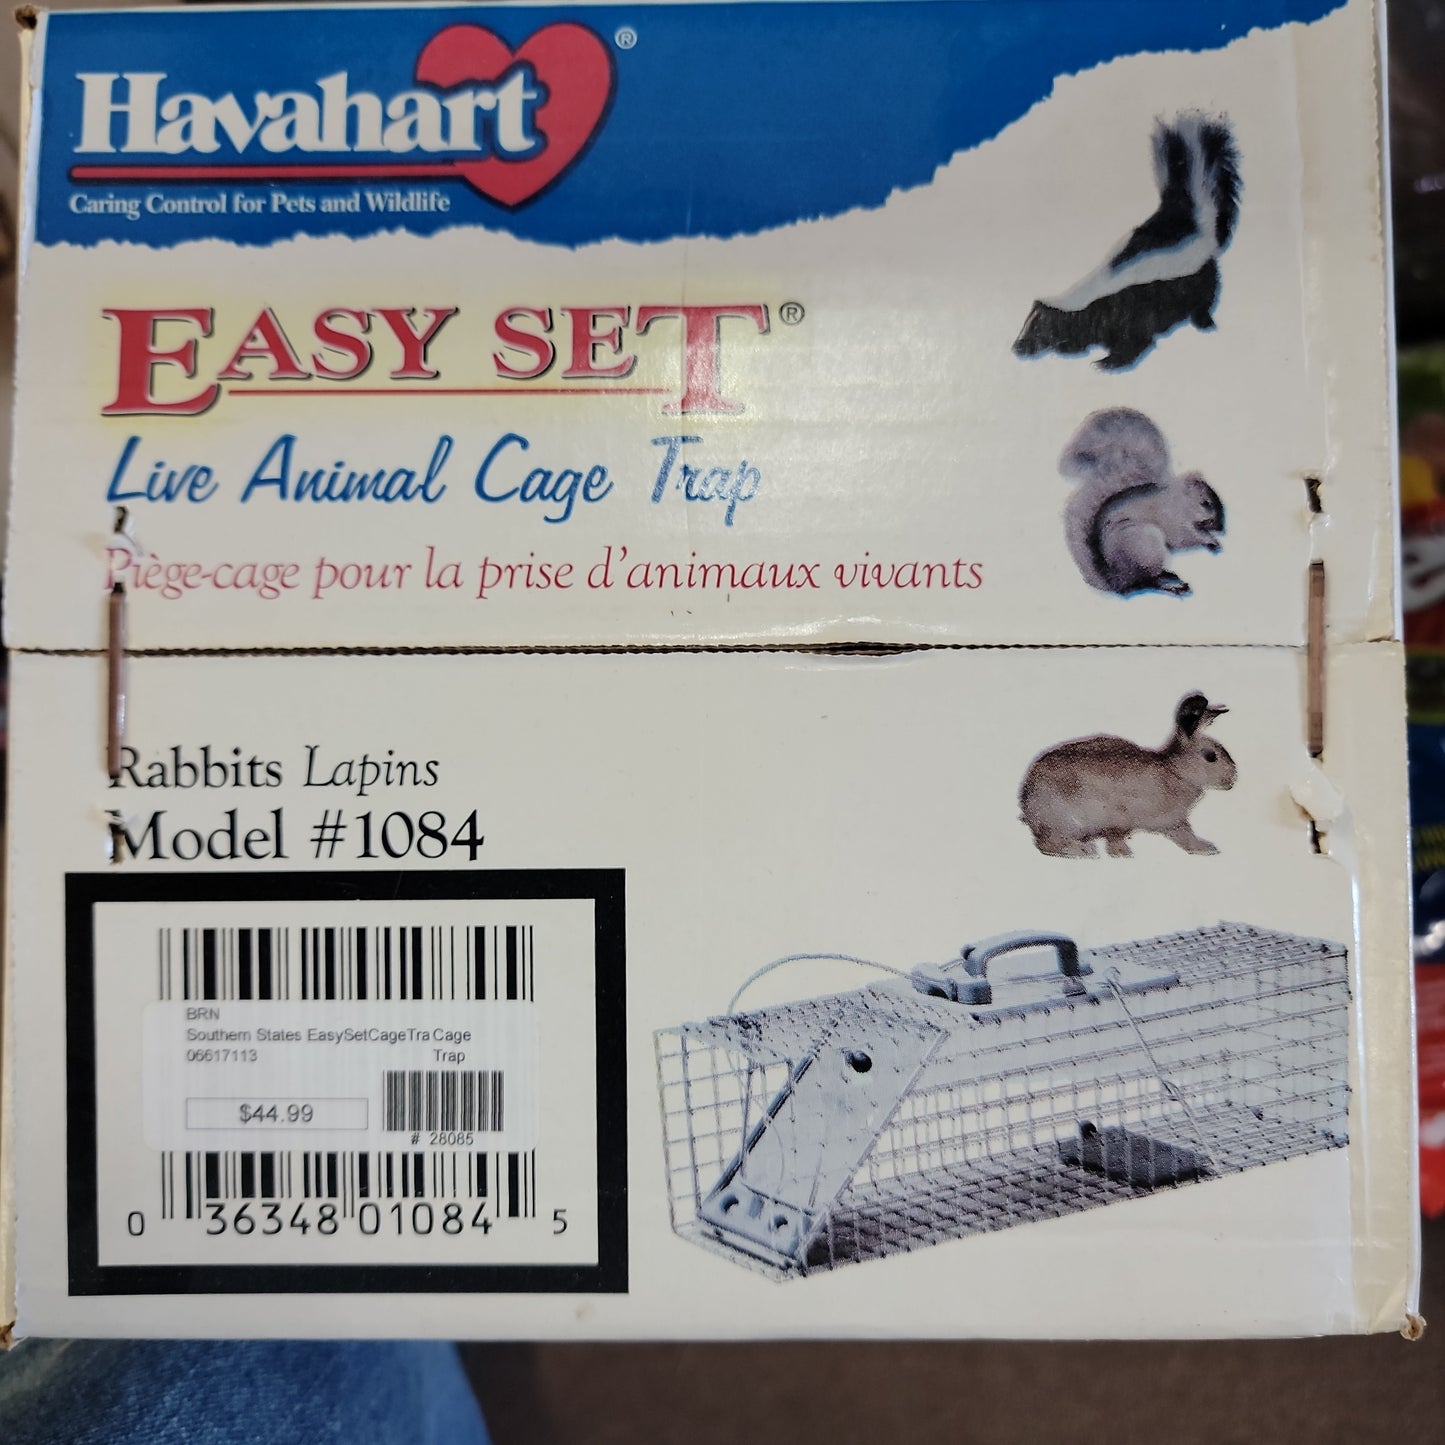 Havahart®
Caring Control for Pets and Wildlife
EASY SET®
Live Animal Cage Trap
Piège-cage pour la prise d'animaux vivants
Rabbits Lapins
Model #1084
BRN
Southern States EasySetCageTra Cage
06617113 Trap
$44.99
# 28085
0 36348 01084 5